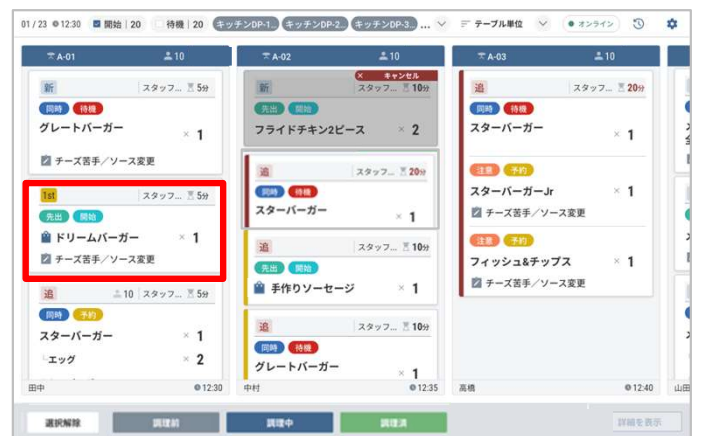 01 / 23 12:30 開始 | 20 待機 | 20 キッチンDP-1... キッチンDP-2... キッチンDP-3... ... テーブル単位 オンライン
A-01 10
新 スタッフ... 5分
同時 待機
グレートバーガー × 1
チーズ苦手／ソース変更
1st スタッフ... 5分
先出 開始
ドリームバーガー × 1
チーズ苦手／ソース変更
追 10 スタッフ... 5分
同時 予約
スターバーガー × 1
エッグ × 2
田中 12:30
A-02 10
× キャンセル
新 スタッフ... 10分
先出 開始
フライドチキン2ピース × 2
追 スタッフ... 20分
同時 待機
スターバーガー × 1
追 スタッフ... 10分
先出 開始
手作りソーセージ × 1
追 スタッフ... 10分
同時 待機
グレートバーガー × 1
中村 12:35
A-03 10
追 スタッフ... 20分
同時 待機
スターバーガー × 1
注意 予約
スターバーガーJr × 1
チーズ苦手／ソース変更
注意 予約
フィッシュ&チップス × 1
チーズ苦手／ソース変更
高橋 12:40
山田
選択解除 調理前 調理中 調理済 詳細を表示